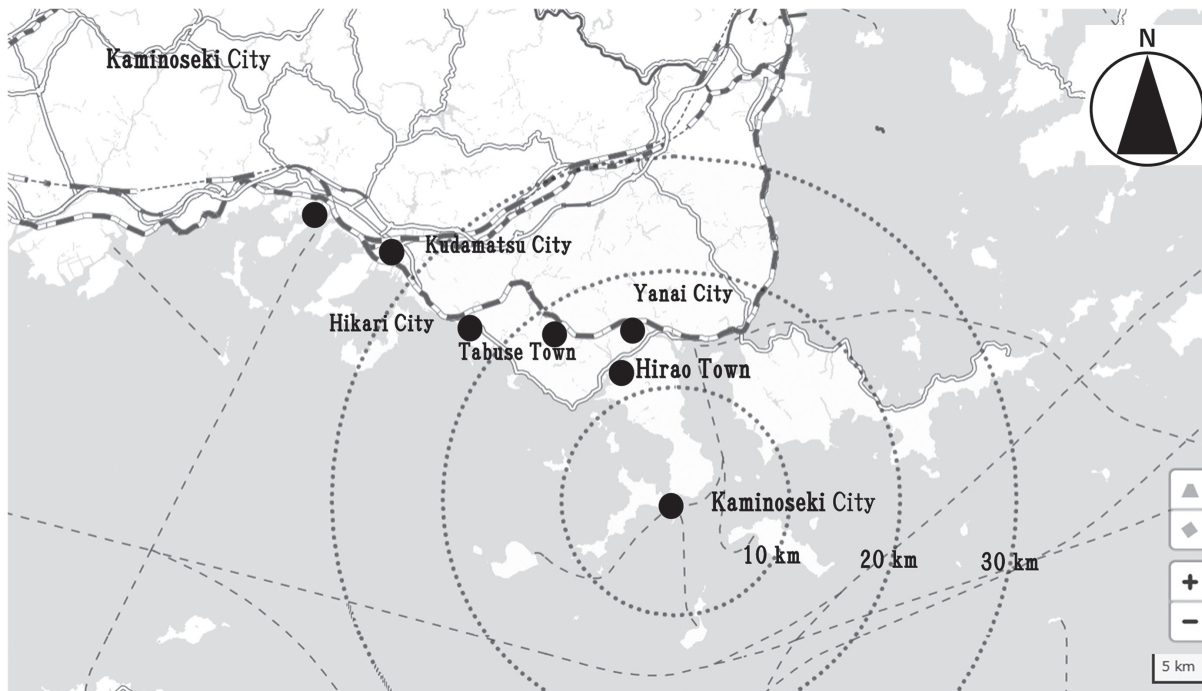 N
Kaminoseki City
Kudamatsu City
Yanai City
Hikari City
Tabuse Town
Hirao Town
Kaminoseki City
10 km
20 km
30 km
+
−
5 km